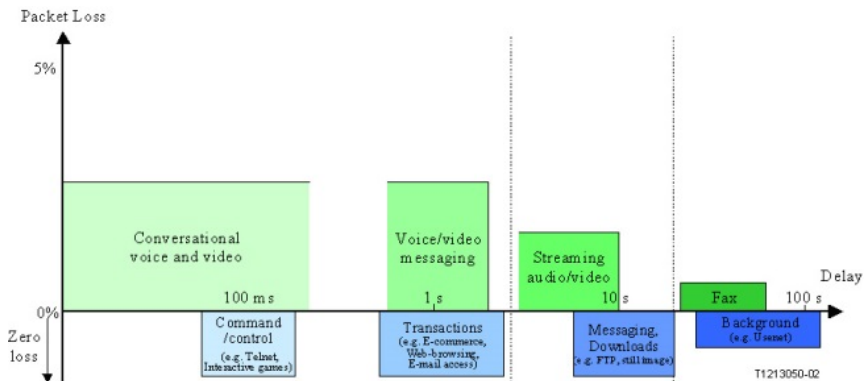 Packet Loss
5%
Conversational
voice and video
Voice/video
messaging
Streaming
audio/video
Delay
100 ms
1 s
10 s
Fax
100 s
0%
Zero
loss
Command
/control
(e.g. Telnet,
Interactive games)
Transactions
(e.g. E-commerce,
Web-browsing,
E-mail access)
Messaging,
Downloads
(e.g. FTP, still image)
Background
(e.g. Usenet)
T1213050-02